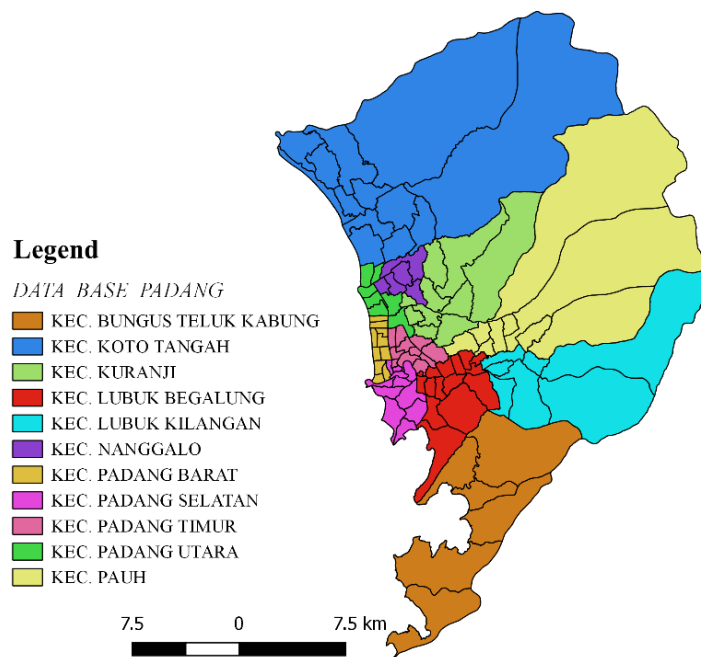 Legend
DATA BASE PADANG
KEC. BUNGUS TELUK KABUNG
KEC. KOTO TANGAH
KEC. KURANJI
KEC. LUBUK BEGALUNG
KEC. LUBUK KILANGAN
KEC. NANGGALO
KEC. PADANG BARAT
KEC. PADANG SELATAN
KEC. PADANG TIMUR
KEC. PADANG UTARA
KEC. PAUH
7.5 0 7.5 km